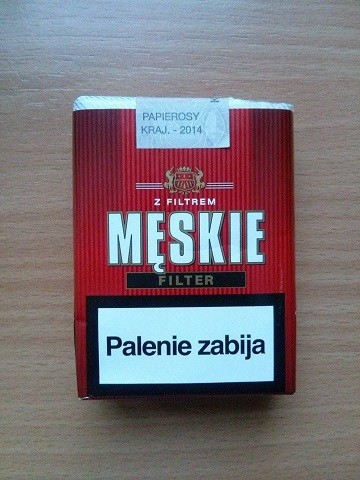 PAPIEROSY
KRAJ. - 2014
Z FILTREM
MĘSKIE
FILTER
Palenie zabija